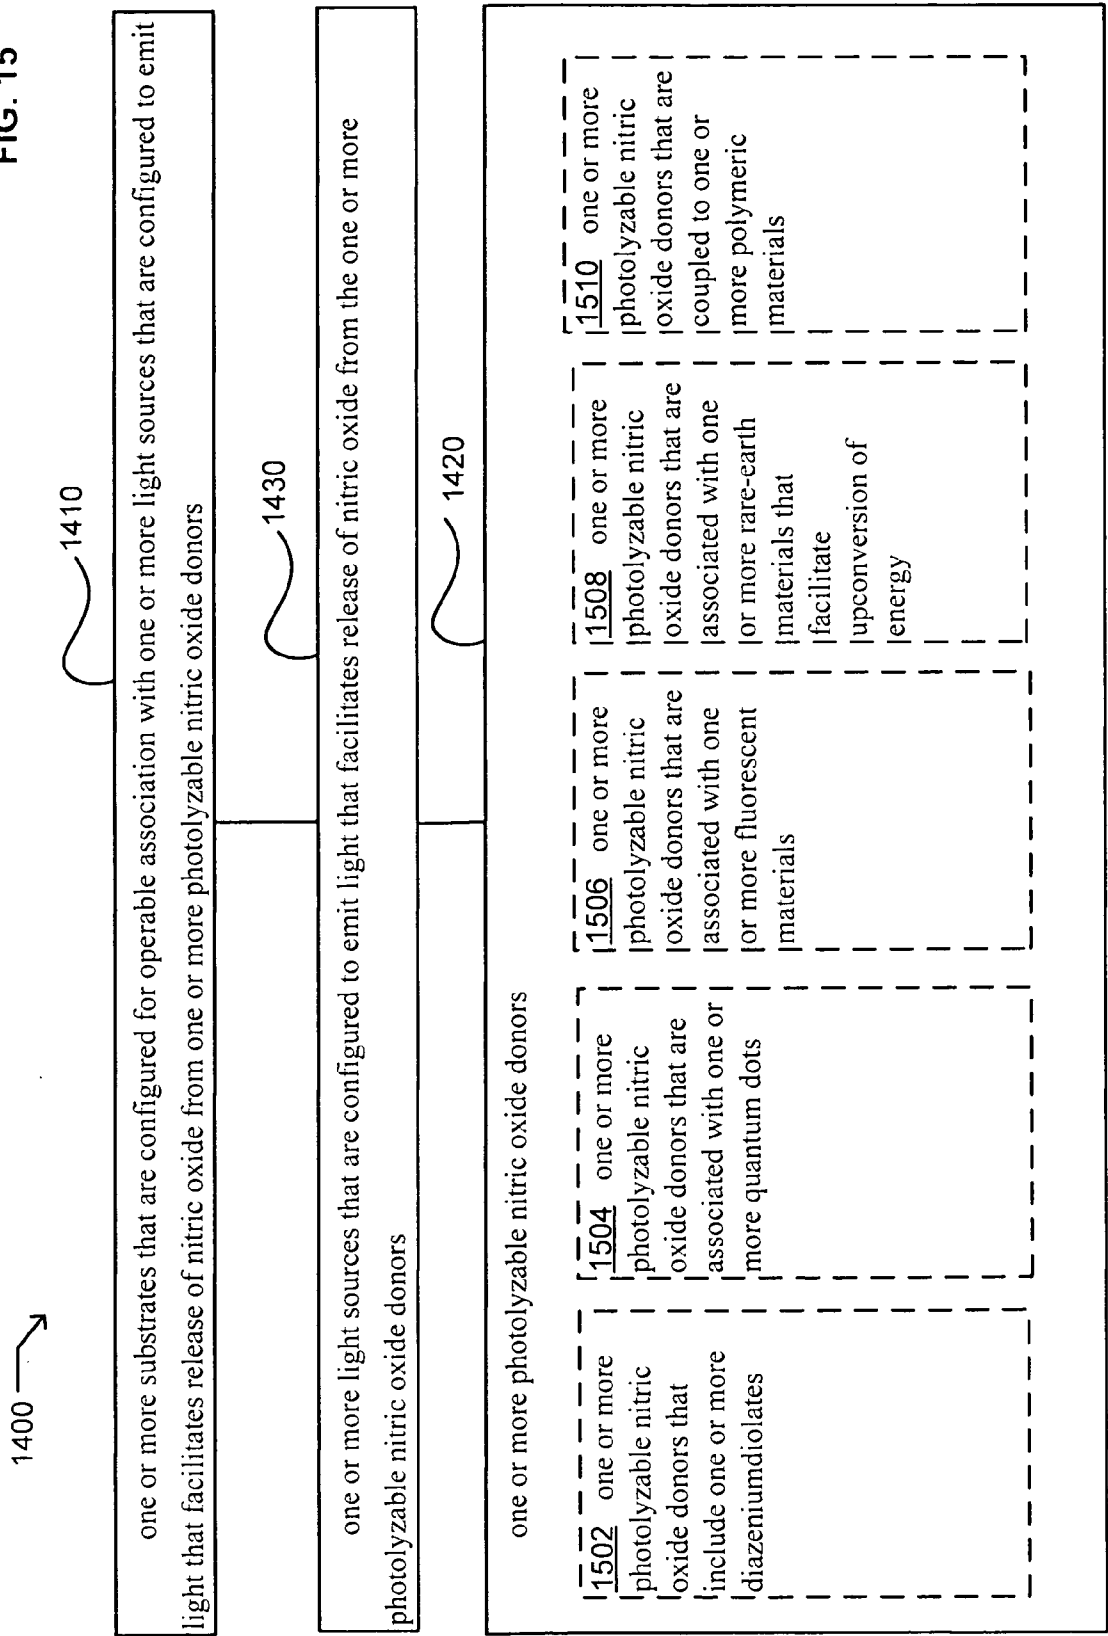 FIG. 15
1400
1410
one or more substrates that are configured for operable association with one or more light sources that are configured to emit
light that facilitates release of nitric oxide from one or more photolyzable nitric oxide donors
1430
one or more light sources that are configured to emit light that facilitates release of nitric oxide from the one or more
photolyzable nitric oxide donors
1420
one or more photolyzable nitric oxide donors
1502 one or more
photolyzable nitric
oxide donors that
include one or more
diazeniumdiolates
1504 one or more
photolyzable nitric
oxide donors that are
associated with one or
more quantum dots
1506 one or more
photolyzable nitric
oxide donors that are
associated with one
or more fluorescent
materials
1508 one or more
photolyzable nitric
oxide donors that are
associated with one
or more rare-earth
materials that
facilitate
upconversion of
energy
1510 one or more
photolyzable nitric
oxide donors that are
coupled to one or
more polymeric
materials